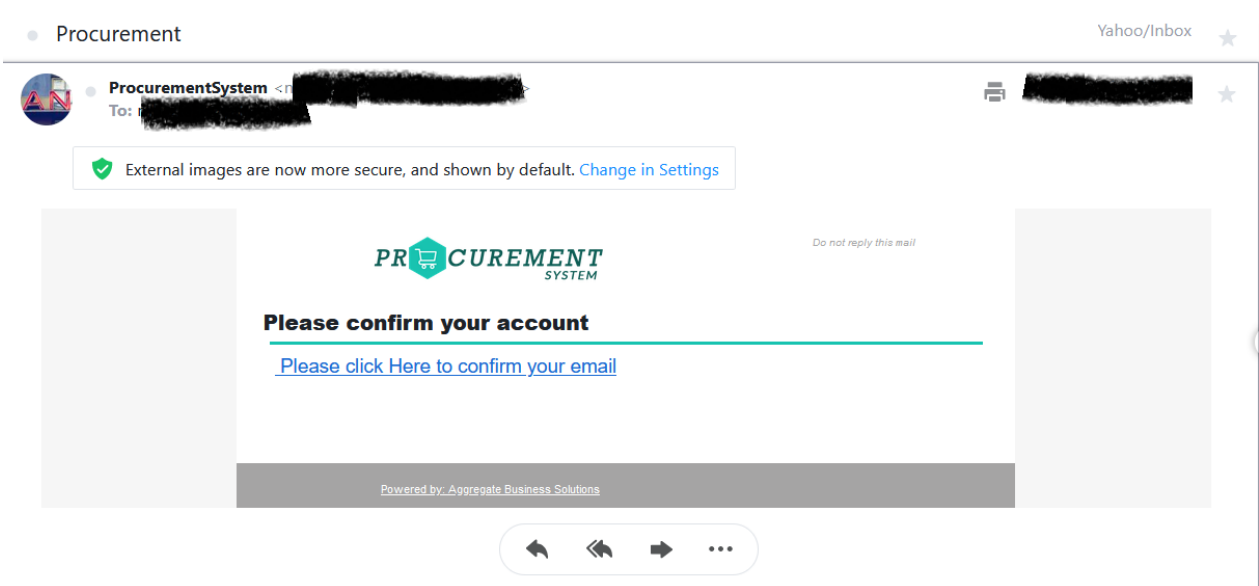 Procurement
Yahoo/Inbox
AN
ProcurementSystem <n
To:
External images are now more secure, and shown by default. Change in Settings
PROCUREMENT
SYSTEM
Do not reply this mail
Please confirm your account
Please click Here to confirm your email
Powered by: Aggregate Business Solutions